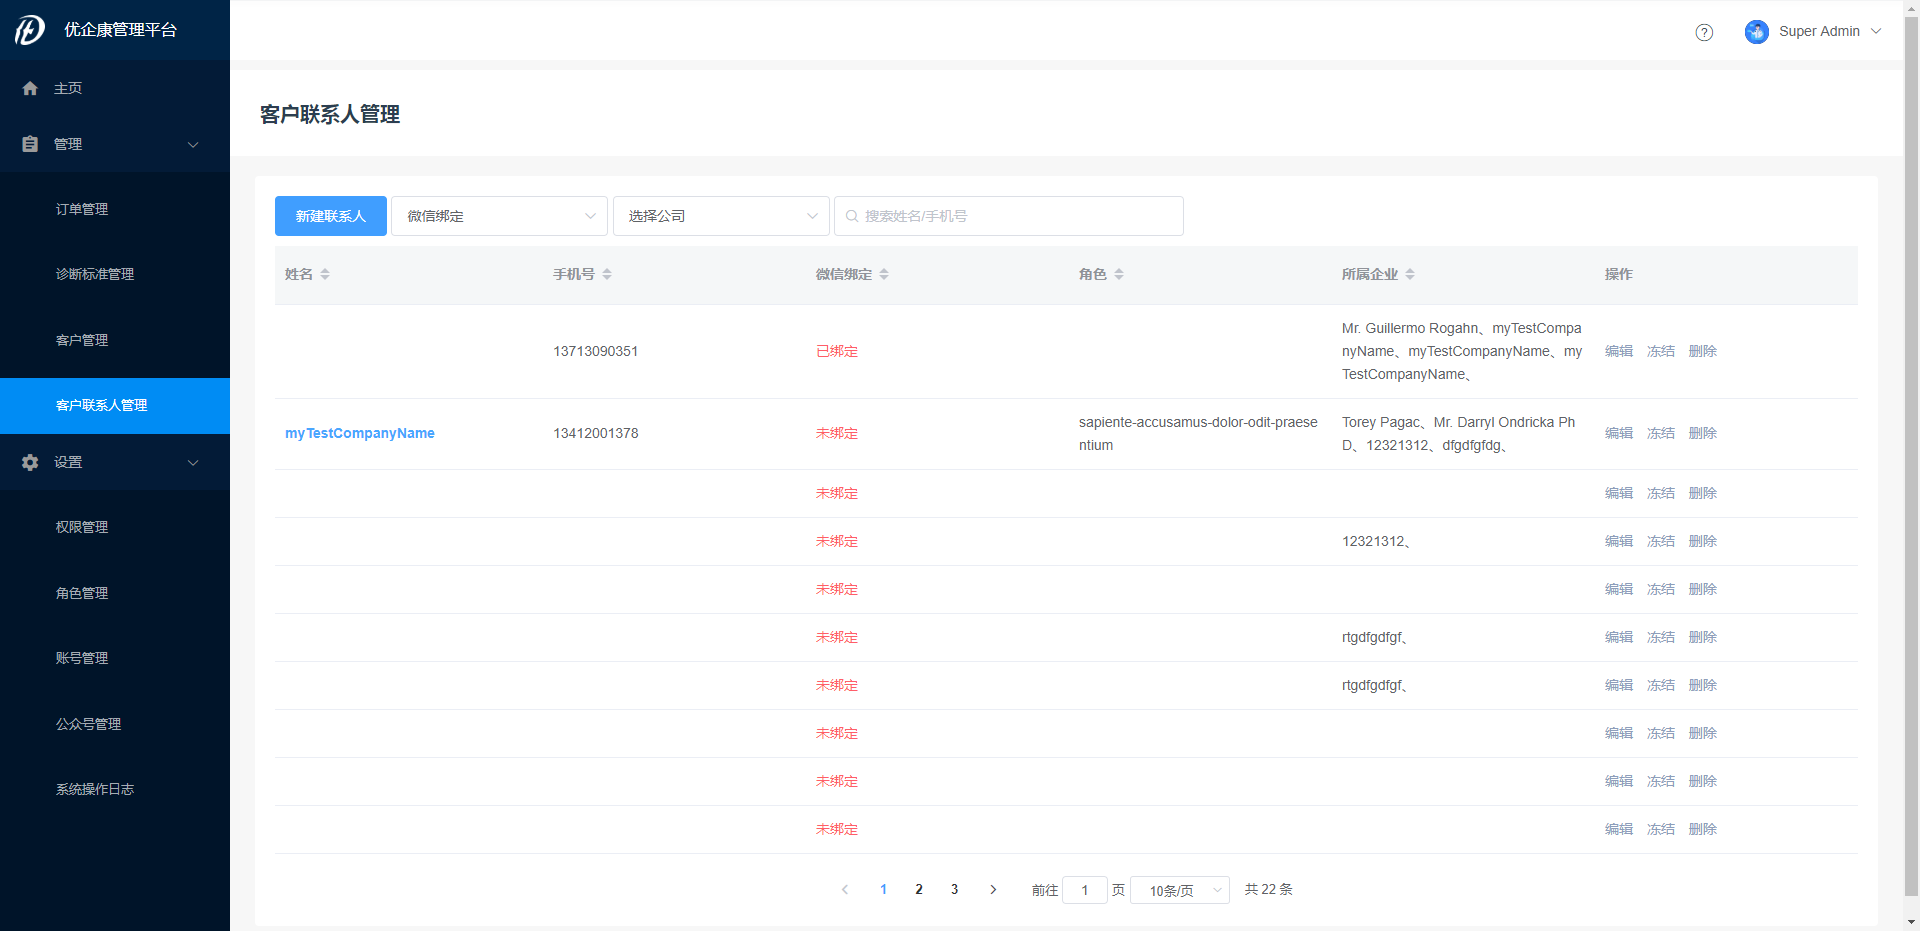 优企康管理平台
Super Admin
主页
管理
订单管理
诊断标准管理
客户管理
客户联系人管理
设置
权限管理
角色管理
账号管理
公众号管理
系统操作日志
客户联系人管理
新建联系人 微信绑定 选择公司 搜索姓名/手机号
姓名 手机号 微信绑定 角色 所属企业 操作
13713090351 已绑定 Mr. Guillermo Rogahn、myTestCompa
nyName、myTestCompanyName、my
TestCompanyName、
编辑 冻结 删除
myTestCompanyName 13412001378 未绑定 sapiente-accusamus-dolor-odit-praese
ntium
Torey Pagac、Mr. Darryl Ondricka Ph
D、12321312、dfgdfgfdg、
编辑 冻结 删除
未绑定 编辑 冻结 删除
未绑定 12321312、 编辑 冻结 删除
未绑定 编辑 冻结 删除
未绑定 rtgdfgdfgf、 编辑 冻结 删除
未绑定 rtgdfgdfgf、 编辑 冻结 删除
未绑定 编辑 冻结 删除
未绑定 编辑 冻结 删除
未绑定 编辑 冻结 删除
1 2 3 前往 1 页 10条/页 共 22 条